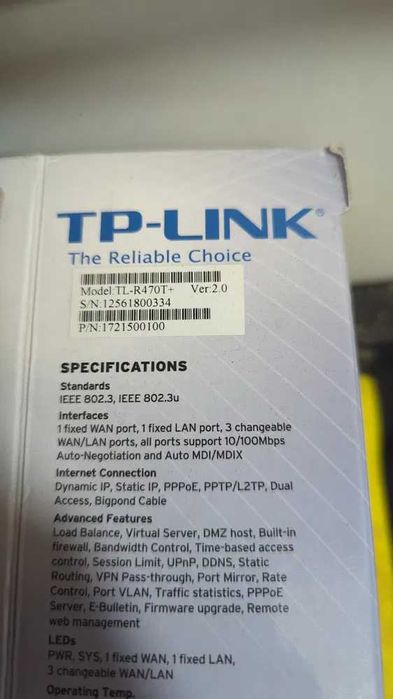 TP-LINK®
The Reliable Choice
Model:TL-R470T+ Ver:2.0
S/N:12561800334
P/N:1721500100
SPECIFICATIONS
Standards
IEEE 802.3, IEEE 802.3u
Interfaces
1 fixed WAN port, 1 fixed LAN port, 3 changeable
WAN/LAN ports, all ports support 10/100Mbps
Auto-Negotiation and Auto MDI/MDIX
Internet Connection
Dynamic IP, Static IP, PPPoE, PPTP/L2TP, Dual
Access, Bigpond Cable
Advanced Features
Load Balance, Virtual Server, DMZ host, Built-in
firewall, Bandwidth Control, Time-based access
control, Session Limit, UPnP, DDNS, Static
Routing, VPN Pass-through, Port Mirror, Rate
Control, Port VLAN, Traffic statistics, PPPoE
Server, E-Bulletin, Firmware upgrade, Remote
web management
LEDs
PWR, SYS, 1 fixed WAN, 1 fixed LAN,
3 changeable WAN/LAN
Operating Temp.